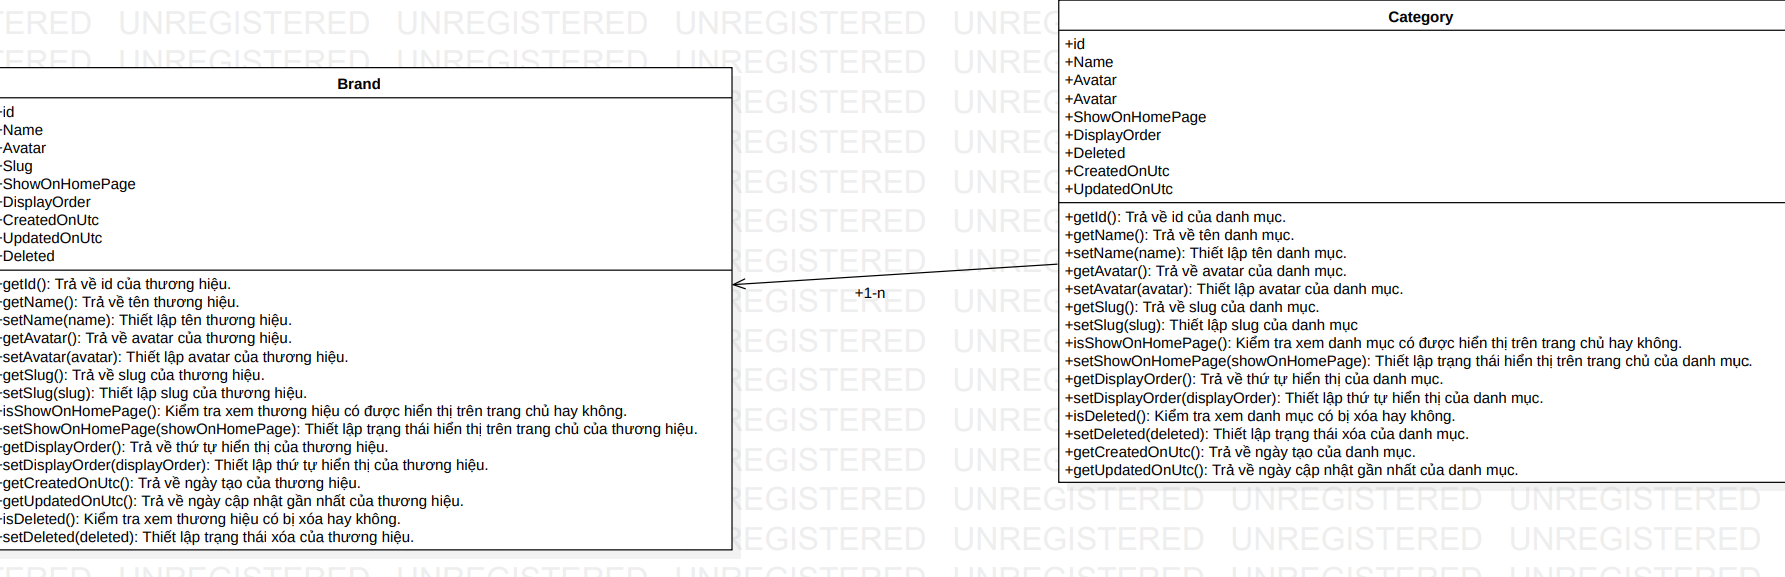 UNREGISTERED UNREGISTERED UNREGISTERED
Brand
+id
+Name
+Avatar
+Slug
+ShowOnHomePage
+DisplayOrder
+CreatedOnUtc
+UpdatedOnUtc
+Deleted
+getId(): Trả về id của thương hiệu.
+getName(): Trả về tên thương hiệu.
+setName(name): Thiết lập tên thương hiệu.
+getAvatar(): Trả về avatar của thương hiệu.
+setAvatar(avatar): Thiết lập avatar của thương hiệu.
+getSlug(): Trả về slug của thương hiệu.
+setSlug(slug): Thiết lập slug của thương hiệu.
+isShowOnHomePage(): Kiểm tra xem thương hiệu có được hiển thị trên trang chủ hay không.
+setShowOnHomePage(showOnHomePage): Thiết lập trạng thái hiển thị trên trang chủ của thương hiệu.
+getDisplayOrder(): Trả về thứ tự hiển thị của thương hiệu.
+setDisplayOrder(displayOrder): Thiết lập thứ tự hiển thị của thương hiệu.
+getCreatedOnUtc(): Trả về ngày tạo của thương hiệu.
+getUpdatedOnUtc(): Trả về ngày cập nhật gần nhất của thương hiệu.
+isDeleted(): Kiểm tra xem thương hiệu có bị xóa hay không.
+setDeleted(deleted): Thiết lập trạng thái xóa của thương hiệu.
+1-n
Category
+id
+Name
+Avatar
+Avatar
+ShowOnHomePage
+DisplayOrder
+Deleted
+CreatedOnUtc
+UpdatedOnUtc
+getId(): Trả về id của danh mục.
+getName(): Trả về tên danh mục.
+setName(name): Thiết lập tên danh mục.
+getAvatar(): Trả về avatar của danh mục.
+setAvatar(avatar): Thiết lập avatar của danh mục.
+getSlug(): Trả về slug của danh mục.
+setSlug(slug): Thiết lập slug của danh mục
+isShowOnHomePage(): Kiểm tra xem danh mục có được hiển thị trên trang chủ hay không.
+setShowOnHomePage(showOnHomePage): Thiết lập trạng thái hiển thị trên trang chủ của danh mục.
+getDisplayOrder(): Trả về thứ tự hiển thị của danh mục.
+setDisplayOrder(displayOrder): Thiết lập thứ tự hiển thị của danh mục.
+isDeleted(): Kiểm tra xem danh mục có bị xóa hay không.
+setDeleted(deleted): Thiết lập trạng thái xóa của danh mục.
+getCreatedOnUtc(): Trả về ngày tạo của danh mục.
+getUpdatedOnUtc(): Trả về ngày cập nhật gần nhất của danh mục.